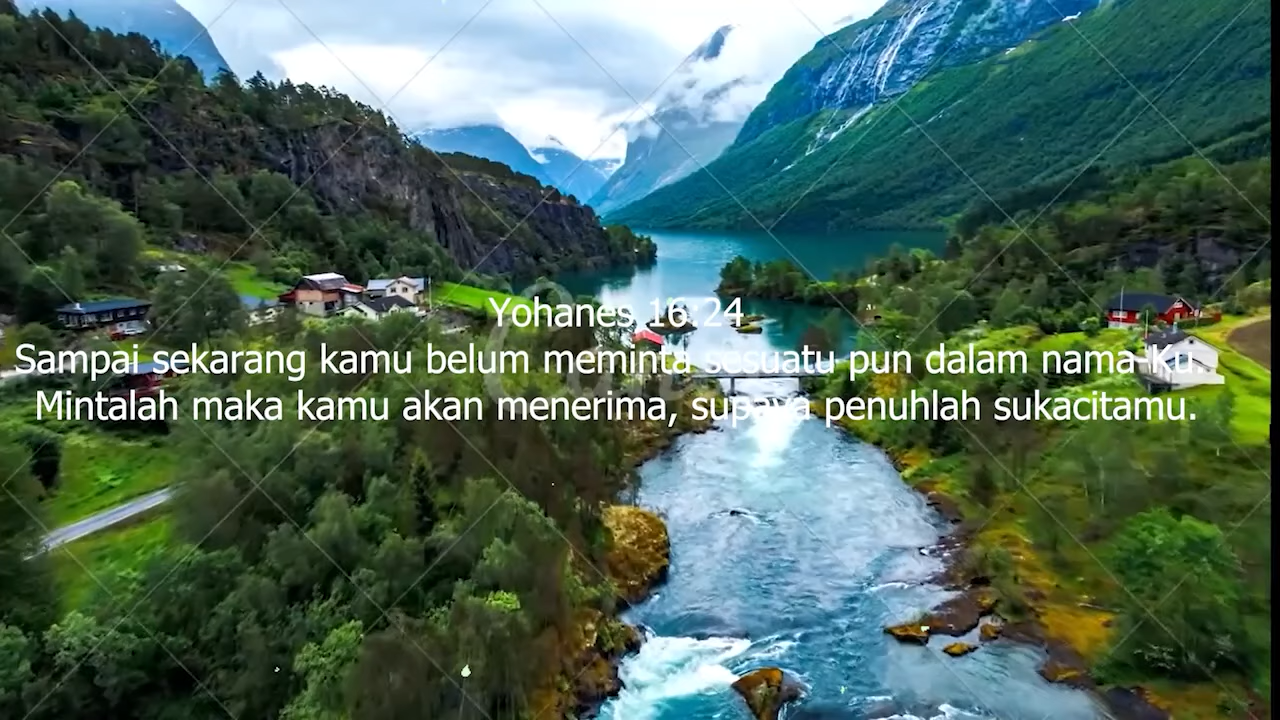 Yohanes 16:24
Sampai sekarang kamu belum meminta sesuatu pun dalam nama-Ku.
Mintalah maka kamu akan menerima, supaya penuhlah sukacitamu.